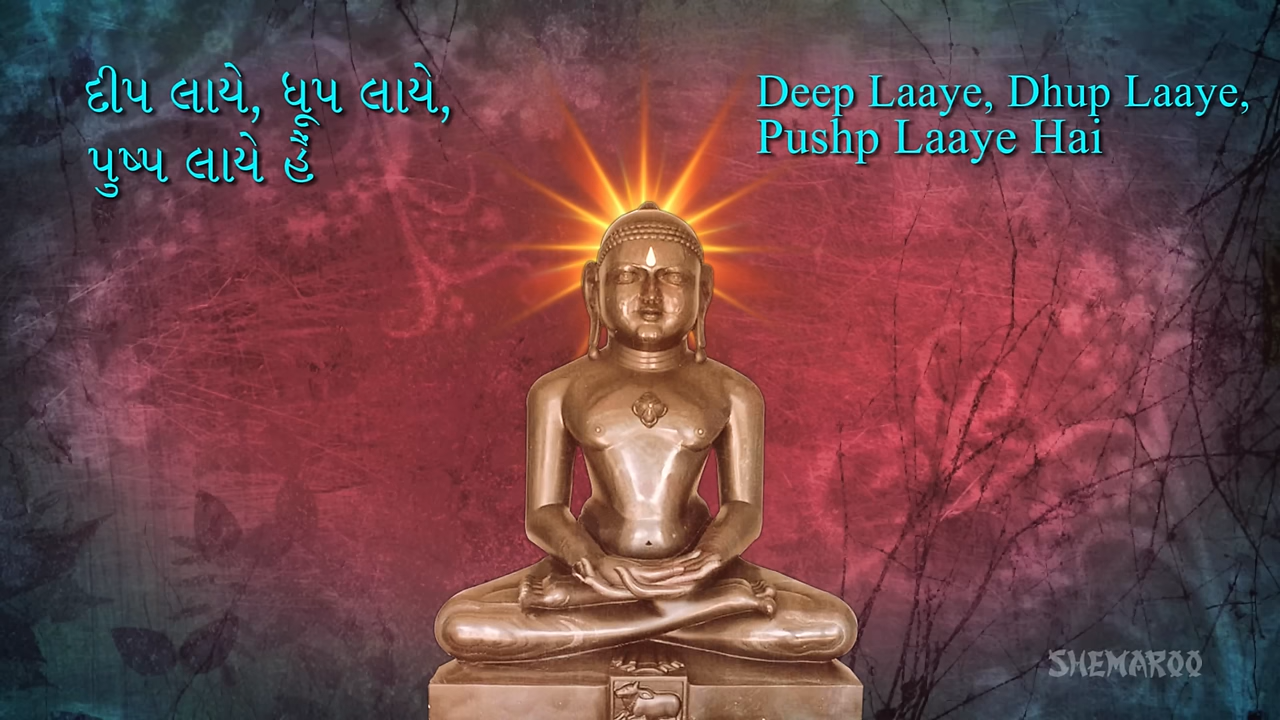 દીપ લાયે, ધૂપ લાયે,
પુષ્પ લાયે હૈં
Deep Laaye, Dhup Laaye,
Pushp Laaye Hai
SHEMAROO